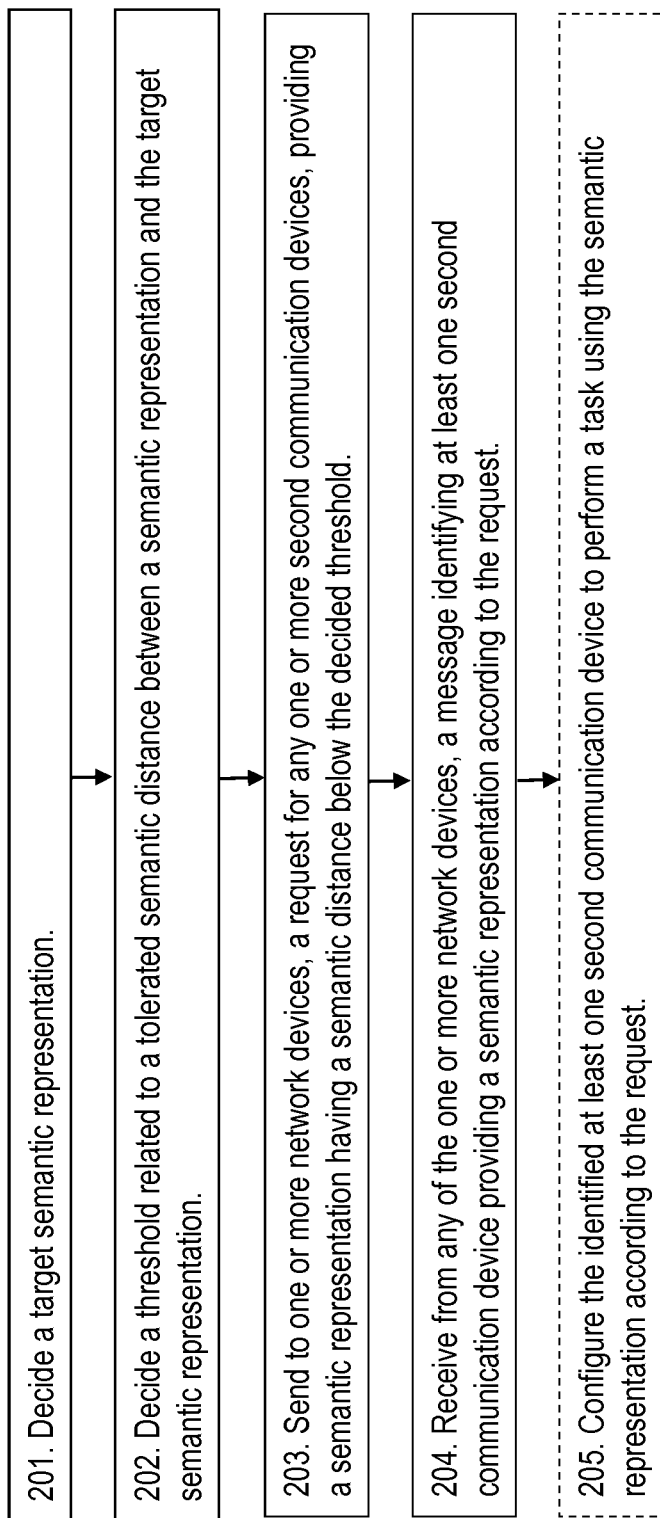 201. Decide a target semantic representation.
202. Decide a threshold related to a tolerated semantic distance between a semantic representation and the target
semantic representation.
203. Send to one or more network devices, a request for any one or more second communication devices, providing
a semantic representation having a semantic distance below the decided threshold.
204. Receive from any of the one or more network devices, a message identifying at least one second
communication device providing a semantic representation according to the request.
205. Configure the identified at least one second communication device to perform a task using the semantic
representation according to the request.